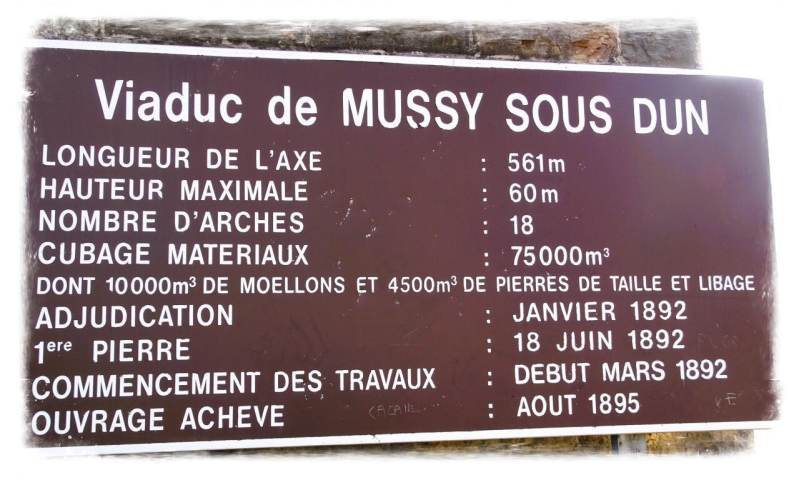 Viaduc de MUSSY SOUS DUN
LONGUEUR DE L'AXE : 561m
HAUTEUR MAXIMALE : 60m
NOMBRE D'ARCHES : 18
CUBAGE MATERIAUX : 75000m³
DONT 10000m³ DE MOELLONS ET 4500m³ DE PIERRES DE TAILLE ET LIBAGE
ADJUDICATION : JANVIER 1892
1ere PIERRE : 18 JUIN 1892
COMMENCEMENT DES TRAVAUX : DEBUT MARS 1892
OUVRAGE ACHEVE : AOUT 1895